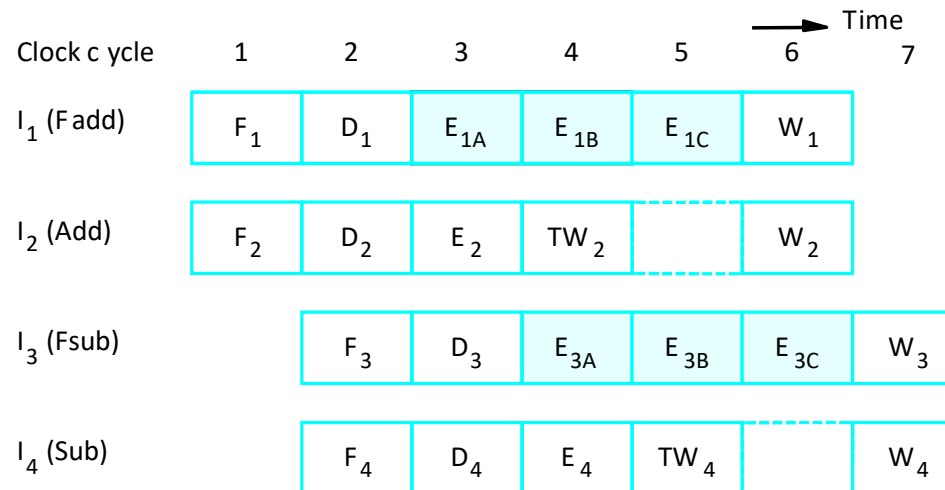 Time
Clock c ycle 1 2 3 4 5 6 7
I1 (Fadd) F1 D1 E1A E1B E1C W1
I2 (Add) F2 D2 E2 TW2 W2
I3 (Fsub) F3 D3 E3A E3B E3C W3
I4 (Sub) F4 D4 E4 TW4 W4